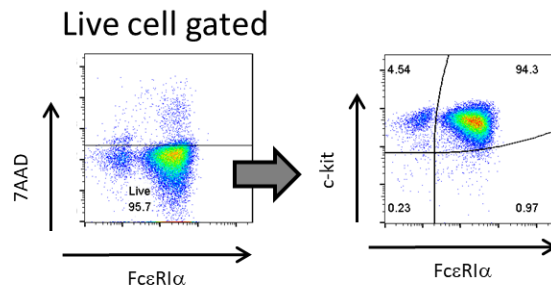 Live cell gated
7AAD
Live
95.7
FcεRIα
c-kit
4.54
94.3
0.23
0.97
FcεRIα